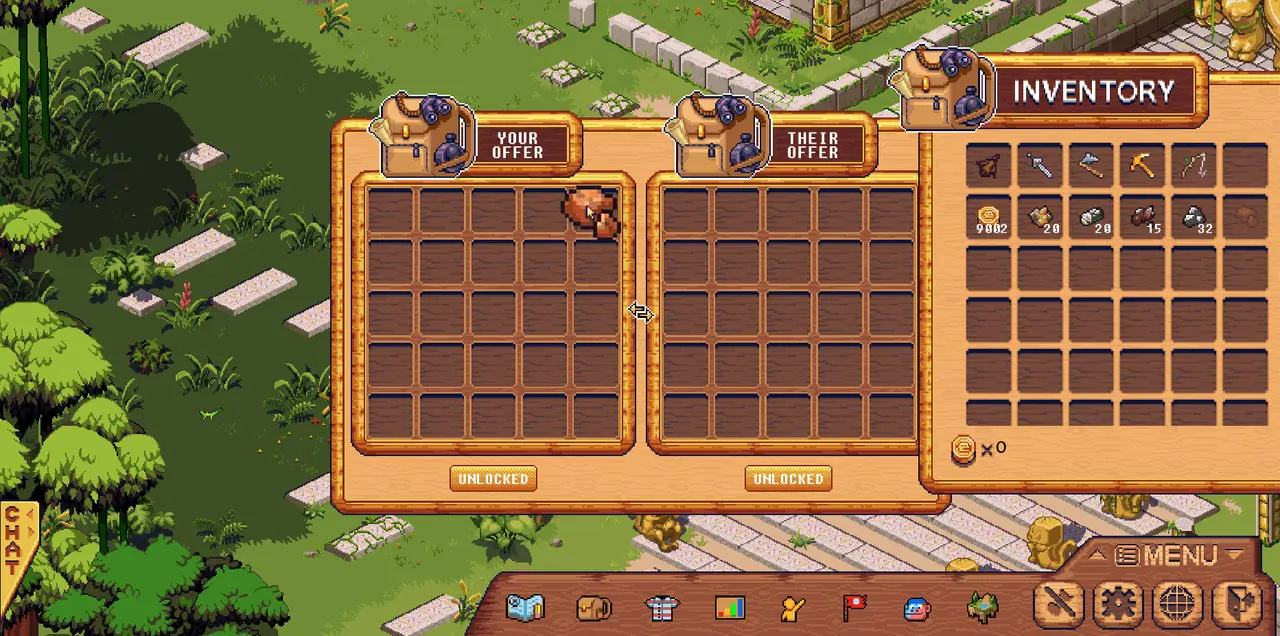 YOUR
OFFER
THEIR
OFFER
INVENTORY
9002 20 20 15 32
×0
UNLOCKED UNLOCKED
CHAT
MENU